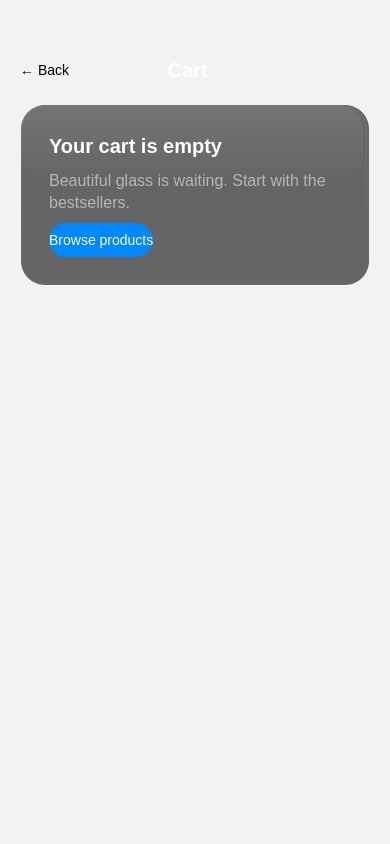 ← Back
Cart
Your cart is empty
Beautiful glass is waiting. Start with the
bestsellers.
Browse products